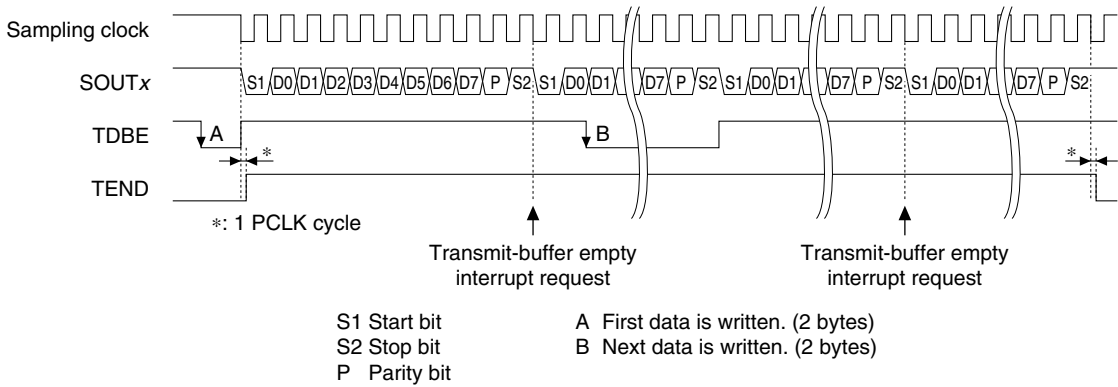 Sampling clock
SOUTx S1 D0 D1 D2 D3 D4 D5 D6 D7 P S2 S1 D0 D1 D7 P S2 S1 D0 D1 D7 P S2 S1 D0 D1 D7 P S2
TDBE A B
* *
TEND
*: 1 PCLK cycle
Transmit-buffer empty interrupt request
Transmit-buffer empty interrupt request
S1 Start bit
S2 Stop bit
P Parity bit
A First data is written. (2 bytes)
B Next data is written. (2 bytes)